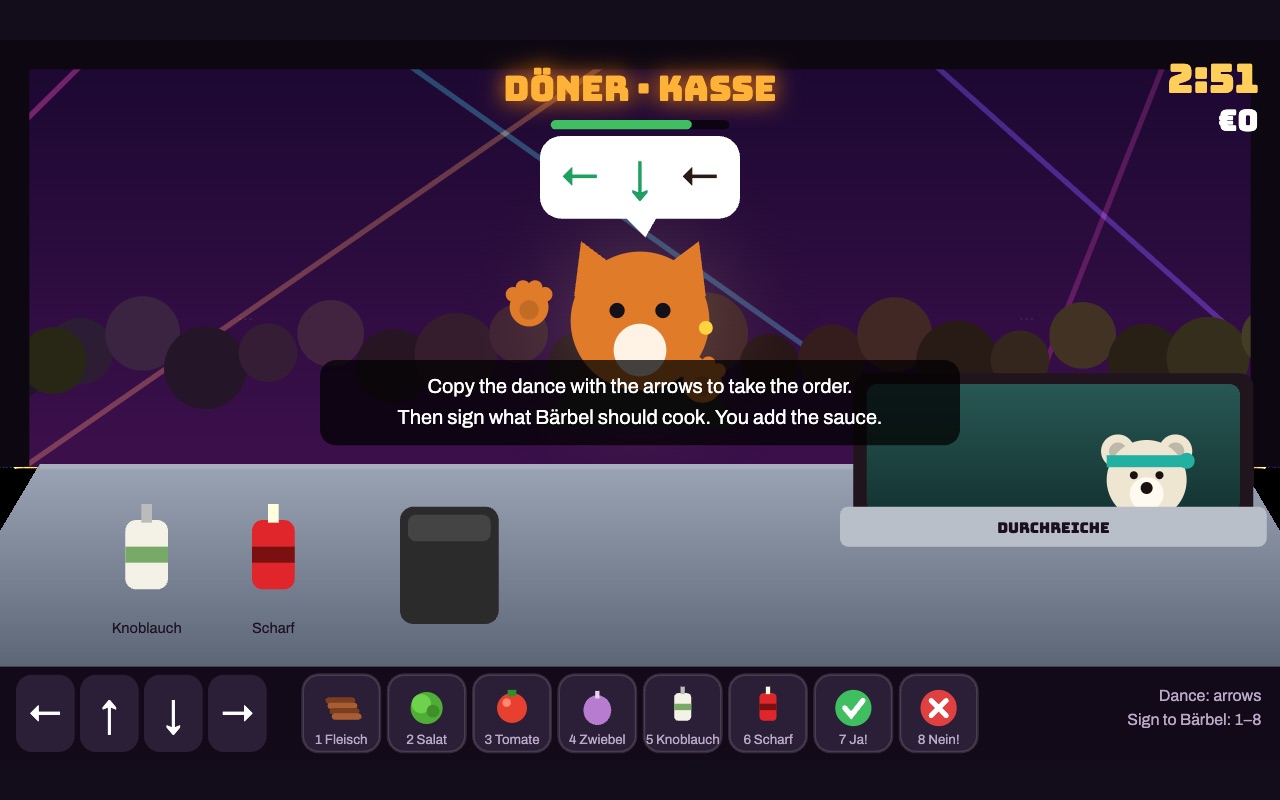 DÖNER · KASSE
2:51
€0
← ↓ ←
Copy the dance with the arrows to take the order.
Then sign what Bärbel should cook. You add the sauce.
DURCHREICHE
Knoblauch
Scharf
← ↑ ↓ →
1 Fleisch
2 Salat
3 Tomate
4 Zwiebel
5 Knoblauch
6 Scharf
7 Ja!
8 Nein!
Dance: arrows
Sign to Bärbel: 1–8